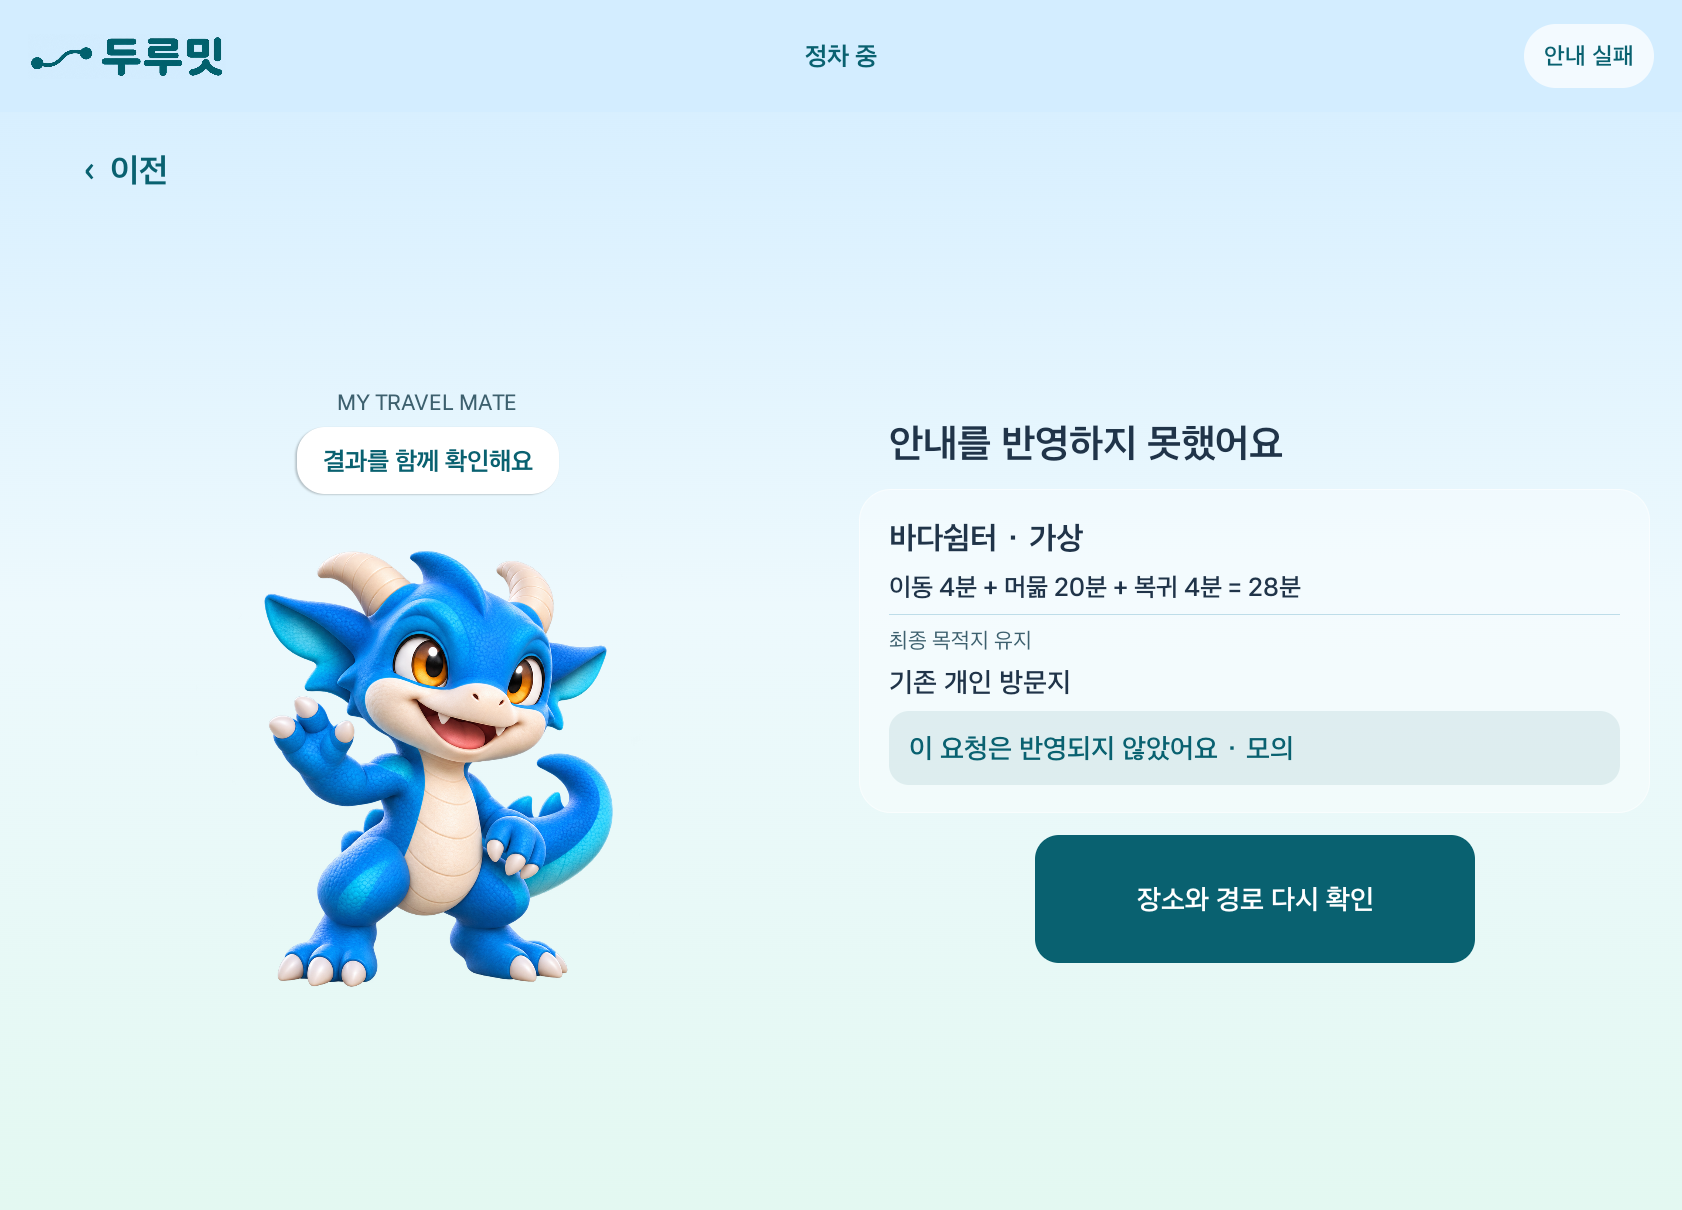 두루밋
정차 중
안내 실패
‹ 이전
MY TRAVEL MATE
결과를 함께 확인해요
안내를 반영하지 못했어요
바다쉼터 · 가상
이동 4분 + 머묾 20분 + 복귀 4분 = 28분
최종 목적지 유지
기존 개인 방문지
이 요청은 반영되지 않았어요 · 모의
장소와 경로 다시 확인